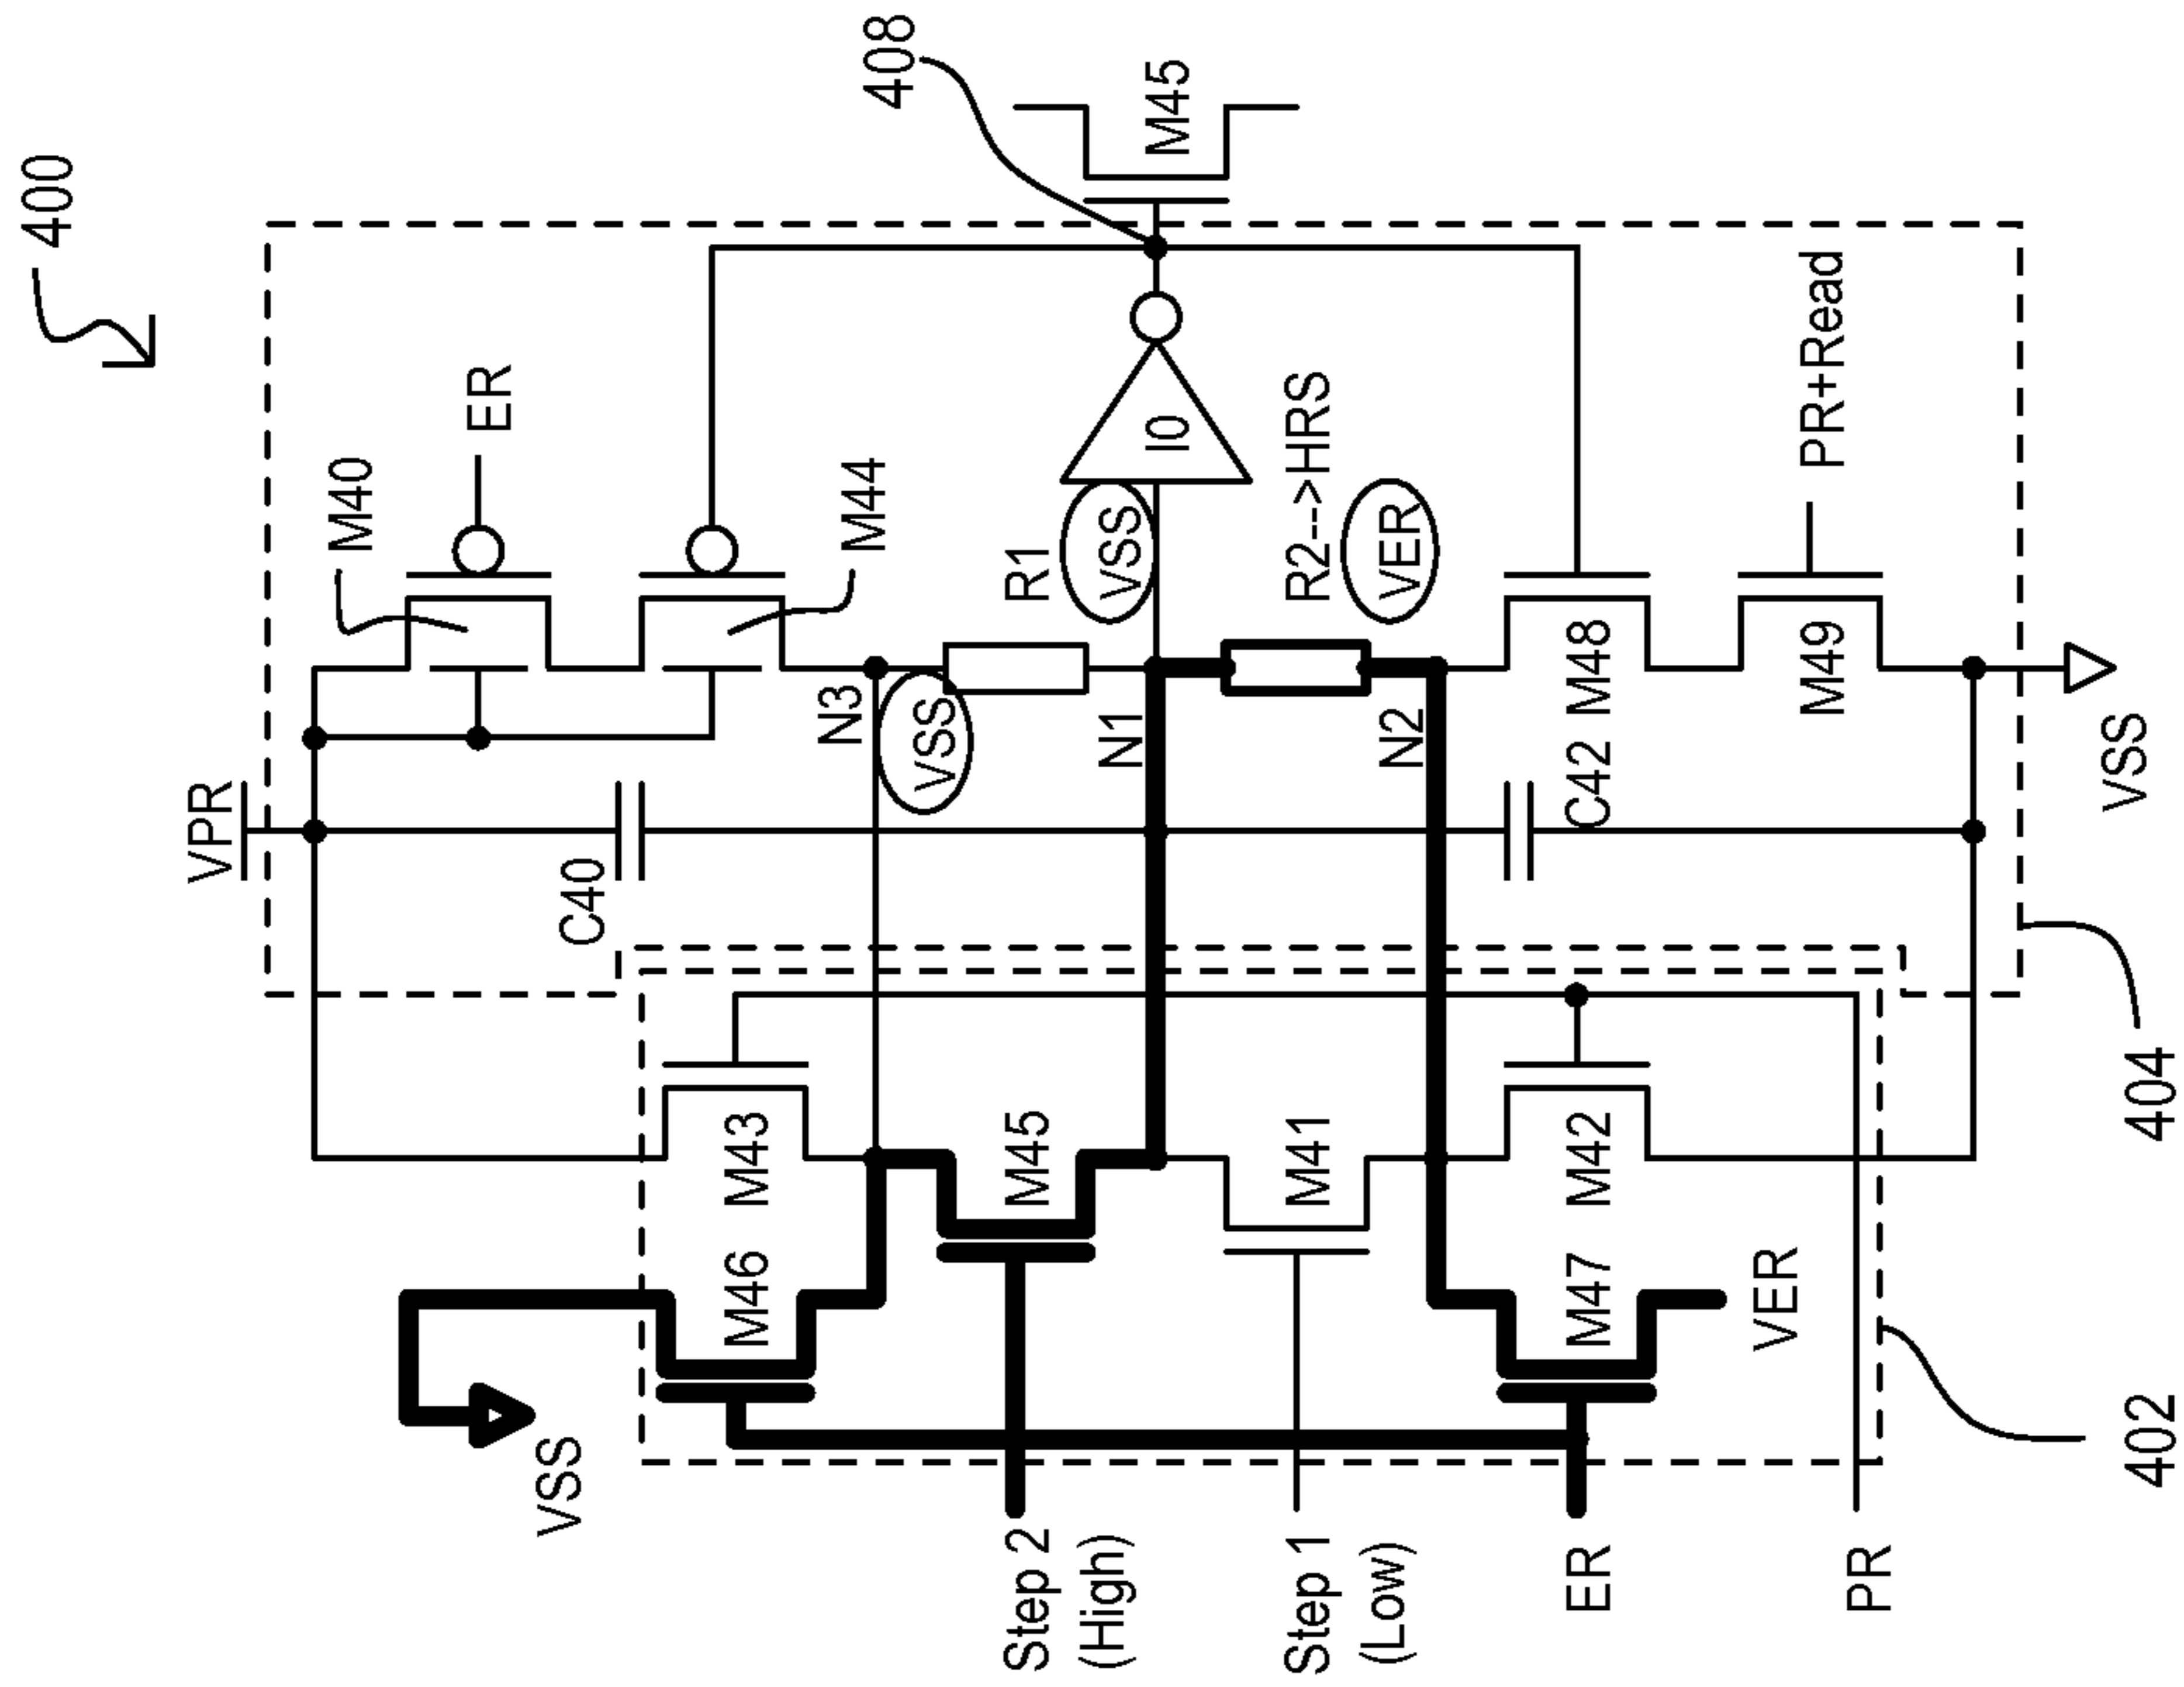 400
408
VPR
M40
ER
M44
C40
N3
VSS
R1
VSS
N1
I0
M45
R2-->HRS
VER
N2
C42
M48
PR+Read
M49
VSS
404
M43
M46
M45
M41
M42
M47
VER
402
VSS
Step 2
(High)
Step 1
(Low)
ER
PR